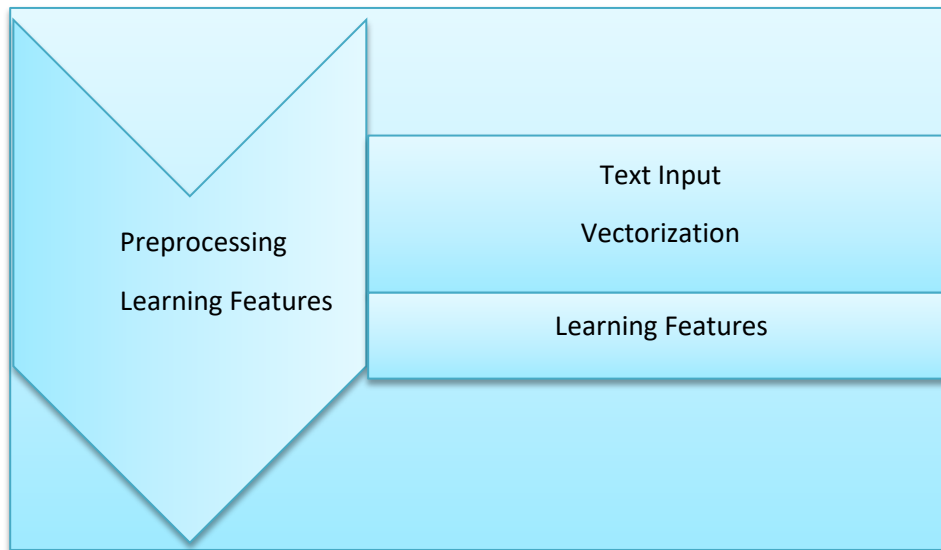 Preprocessing
Learning Features
Text Input
Vectorization
Learning Features